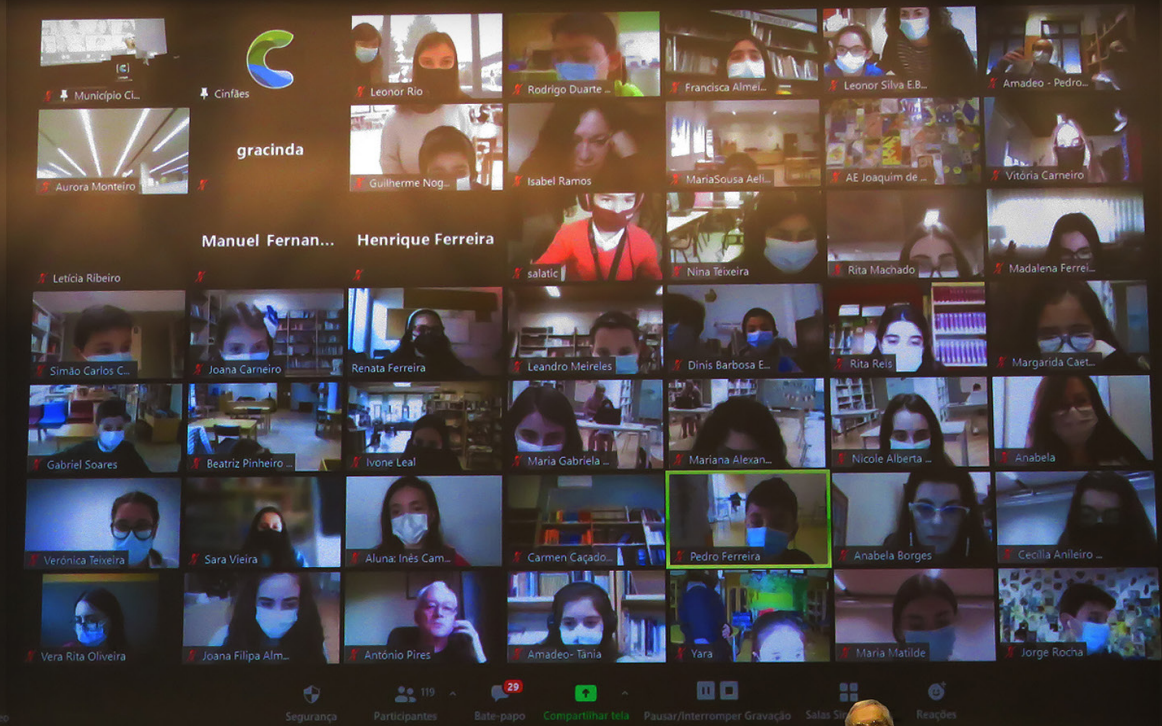 Município Ci...
Cinfães
Leonor Rio
Rodrigo Duarte ...
Francisca Almei...
Leonor Silva E.B...
Amadeo - Pedro...
Aurora Monteiro
gracinda
Guilherme Nog...
Isabel Ramos
MariaSousa Aeli...
AE Joaquim de ...
Vitória Carneiro
Letícia Ribeiro
Manuel Fernan...
Henrique Ferreira
salatic
Nina Teixeira
Rita Machado
Madalena Ferrei...
Simão Carlos C...
Joana Carneiro
Renata Ferreira
Leandro Meireles
Dinis Barbosa E...
Rita Reis
Margarida Caet...
Gabriel Soares
Beatriz Pinheiro ...
Ivone Leal
Maria Gabriela ...
Mariana Alexan...
Nicole Alberta ...
Anabela
Verónica Teixeira
Sara Vieira
Aluna: Inês Cam...
Carmen Caçado...
Pedro Ferreira
Anabela Borges
Cecília Anileiro ...
Vera Rita Oliveira
Joana Filipa Alm...
António Pires
Amadeo- Tânia
Yara
Maria Matilde
Jorge Rocha
119
29
Segurança
Participantes
Bate-papo
Compartilhar tela
Pausar/Interromper Gravação
Salas
Reações